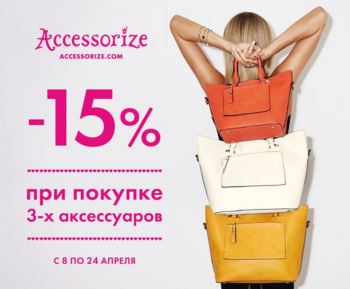 Accessorize
ACCESSORIZE.COM
-15%
при покупке
3-х аксессуаров
С 8 ПО 24 АПРЕЛЯ